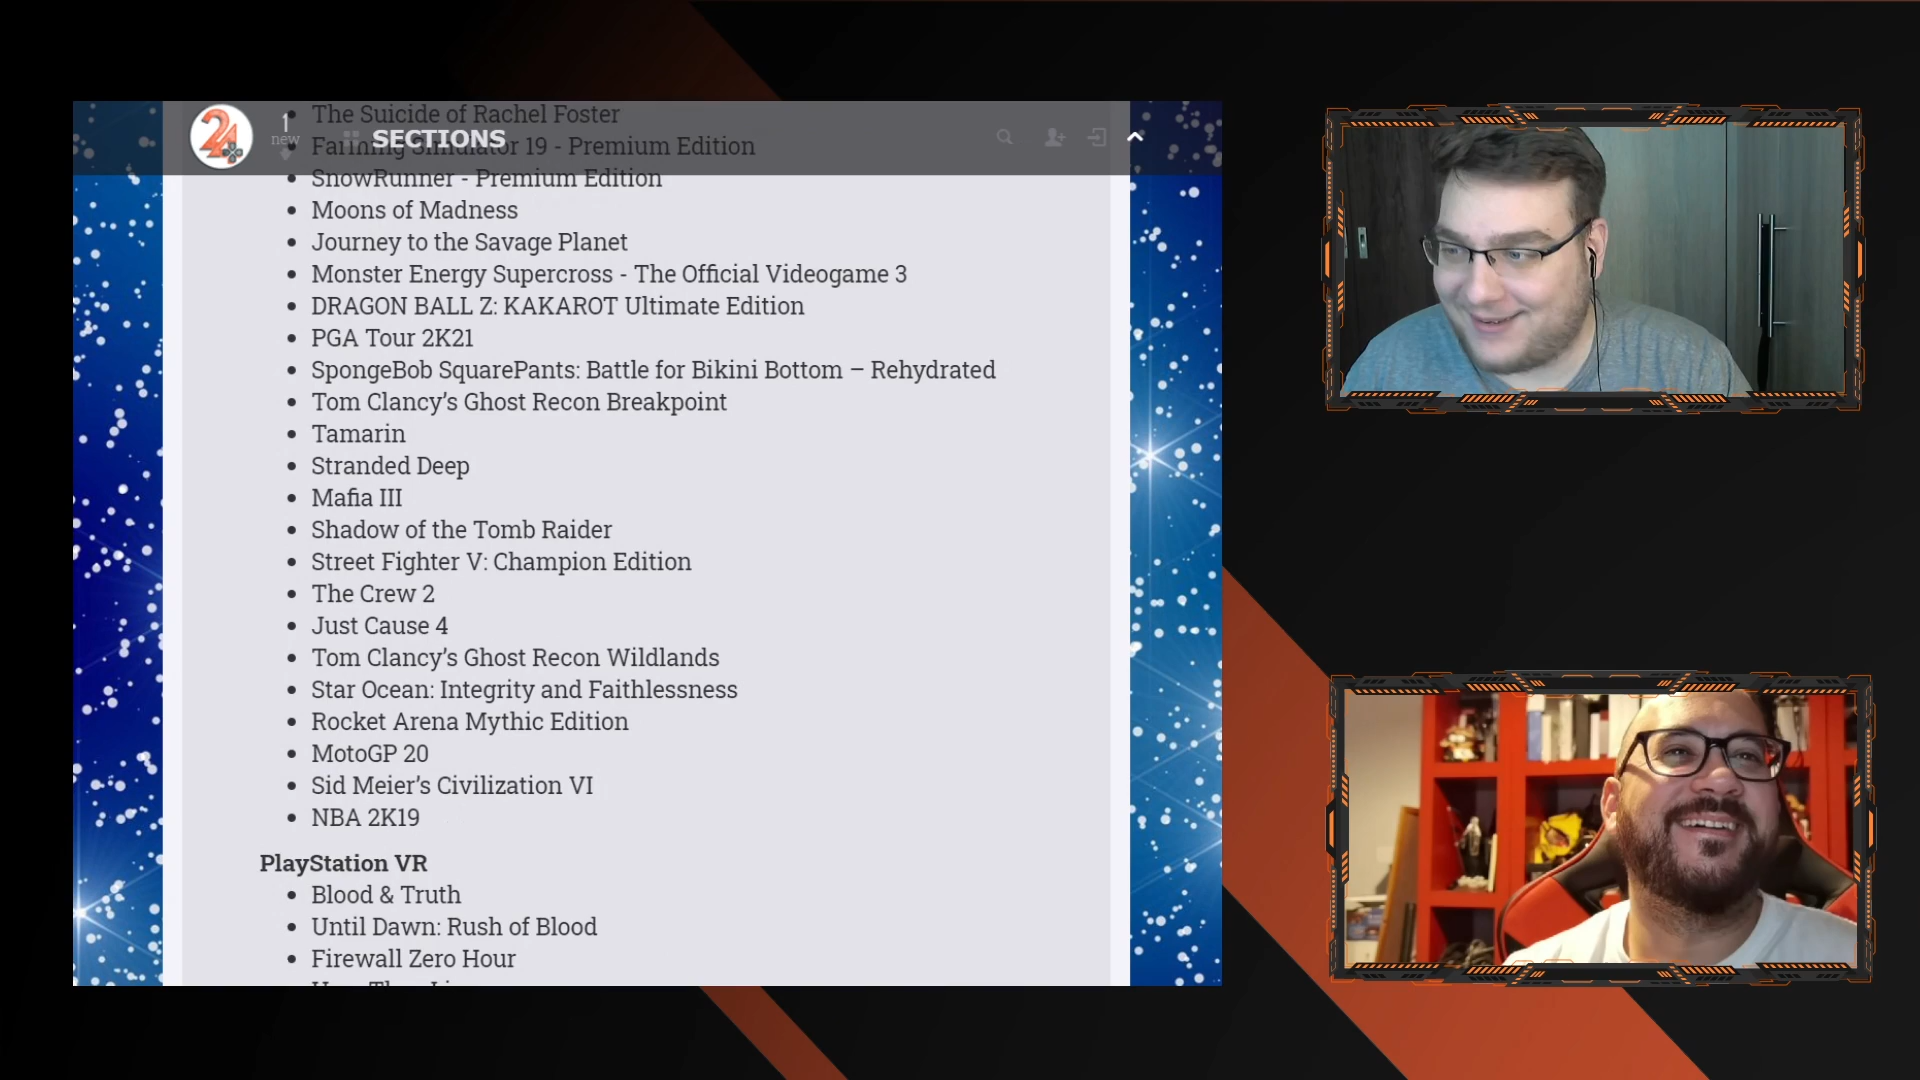 The Suicide of Rachel Foster
24
1
new
SECTIONS
Farming Simulator 19 - Premium Edition
SnowRunner - Premium Edition
Moons of Madness
Journey to the Savage Planet
Monster Energy Supercross - The Official Videogame 3
DRAGON BALL Z: KAKAROT Ultimate Edition
PGA Tour 2K21
SpongeBob SquarePants: Battle for Bikini Bottom – Rehydrated
Tom Clancy’s Ghost Recon Breakpoint
Tamarin
Stranded Deep
Mafia III
Shadow of the Tomb Raider
Street Fighter V: Champion Edition
The Crew 2
Just Cause 4
Tom Clancy’s Ghost Recon Wildlands
Star Ocean: Integrity and Faithlessness
Rocket Arena Mythic Edition
MotoGP 20
Sid Meier’s Civilization VI
NBA 2K19
PlayStation VR
Blood & Truth
Until Dawn: Rush of Blood
Firewall Zero Hour